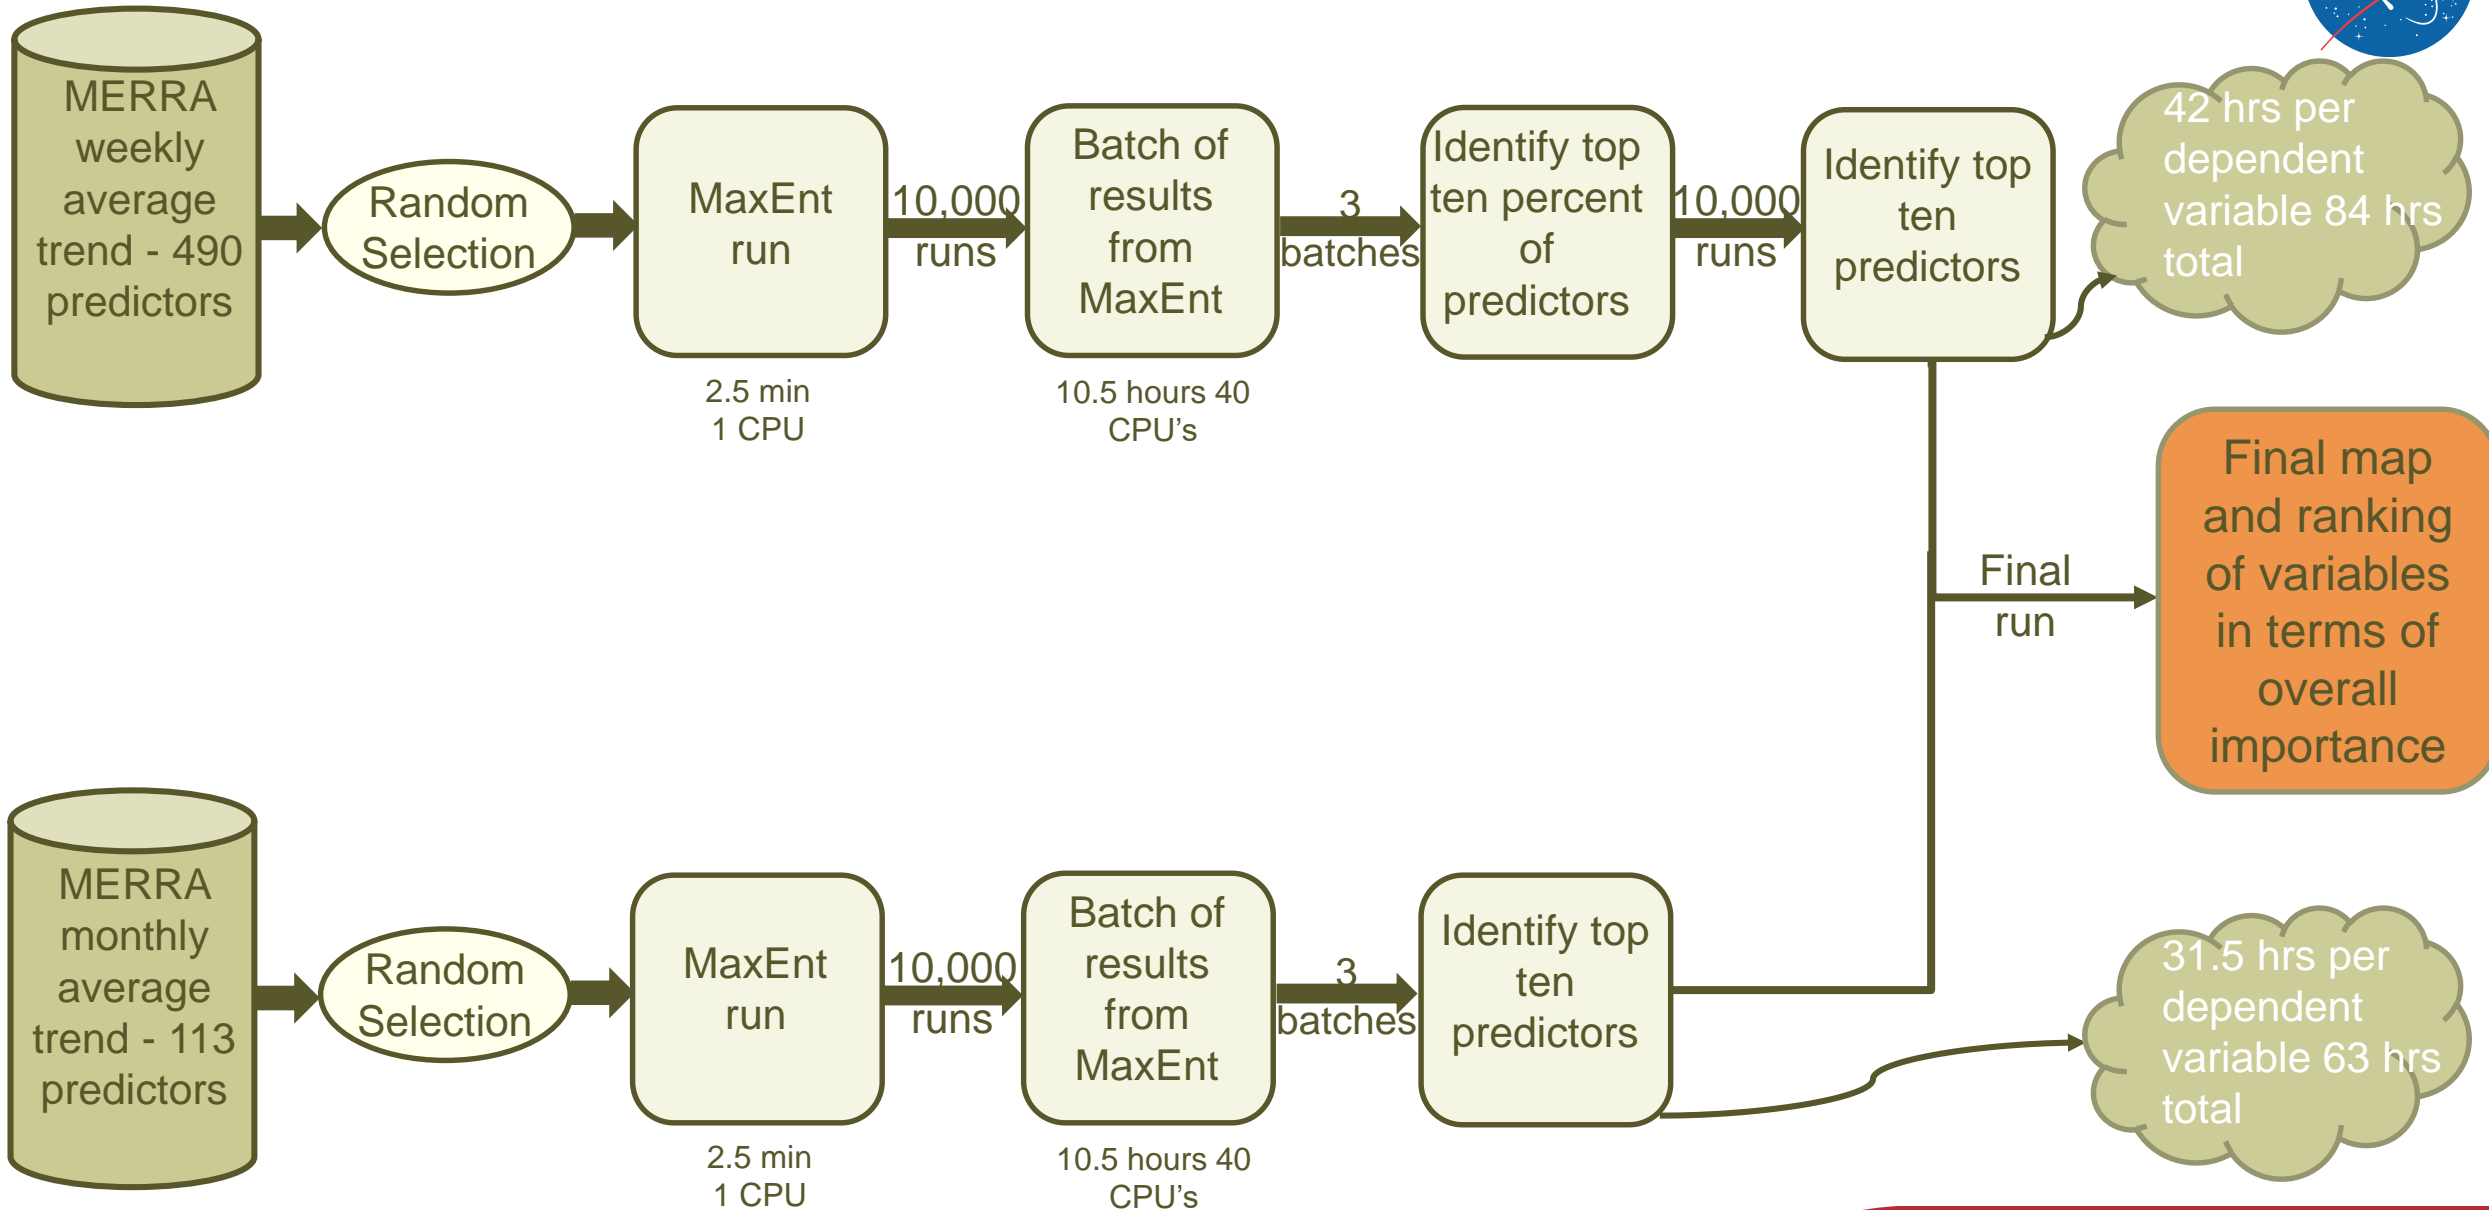 MERRA
weekly
average
trend - 490
predictors
Random
Selection
MaxEnt
run
2.5 min
1 CPU
10,000
runs
Batch of
results
from
MaxEnt
10.5 hours 40
CPU's
3
batches
Identify top
ten percent
of
predictors
10,000
runs
Identify top
ten
predictors
42 hrs per
dependent
variable 84 hrs
total
Final
run
Final map
and ranking
of variables
in terms of
overall
importance
MERRA
monthly
average
trend - 113
predictors
Random
Selection
MaxEnt
run
2.5 min
1 CPU
10,000
runs
Batch of
results
from
MaxEnt
10.5 hours 40
CPU's
3
batches
Identify top
ten
predictors
31.5 hrs per
dependent
variable 63 hrs
total